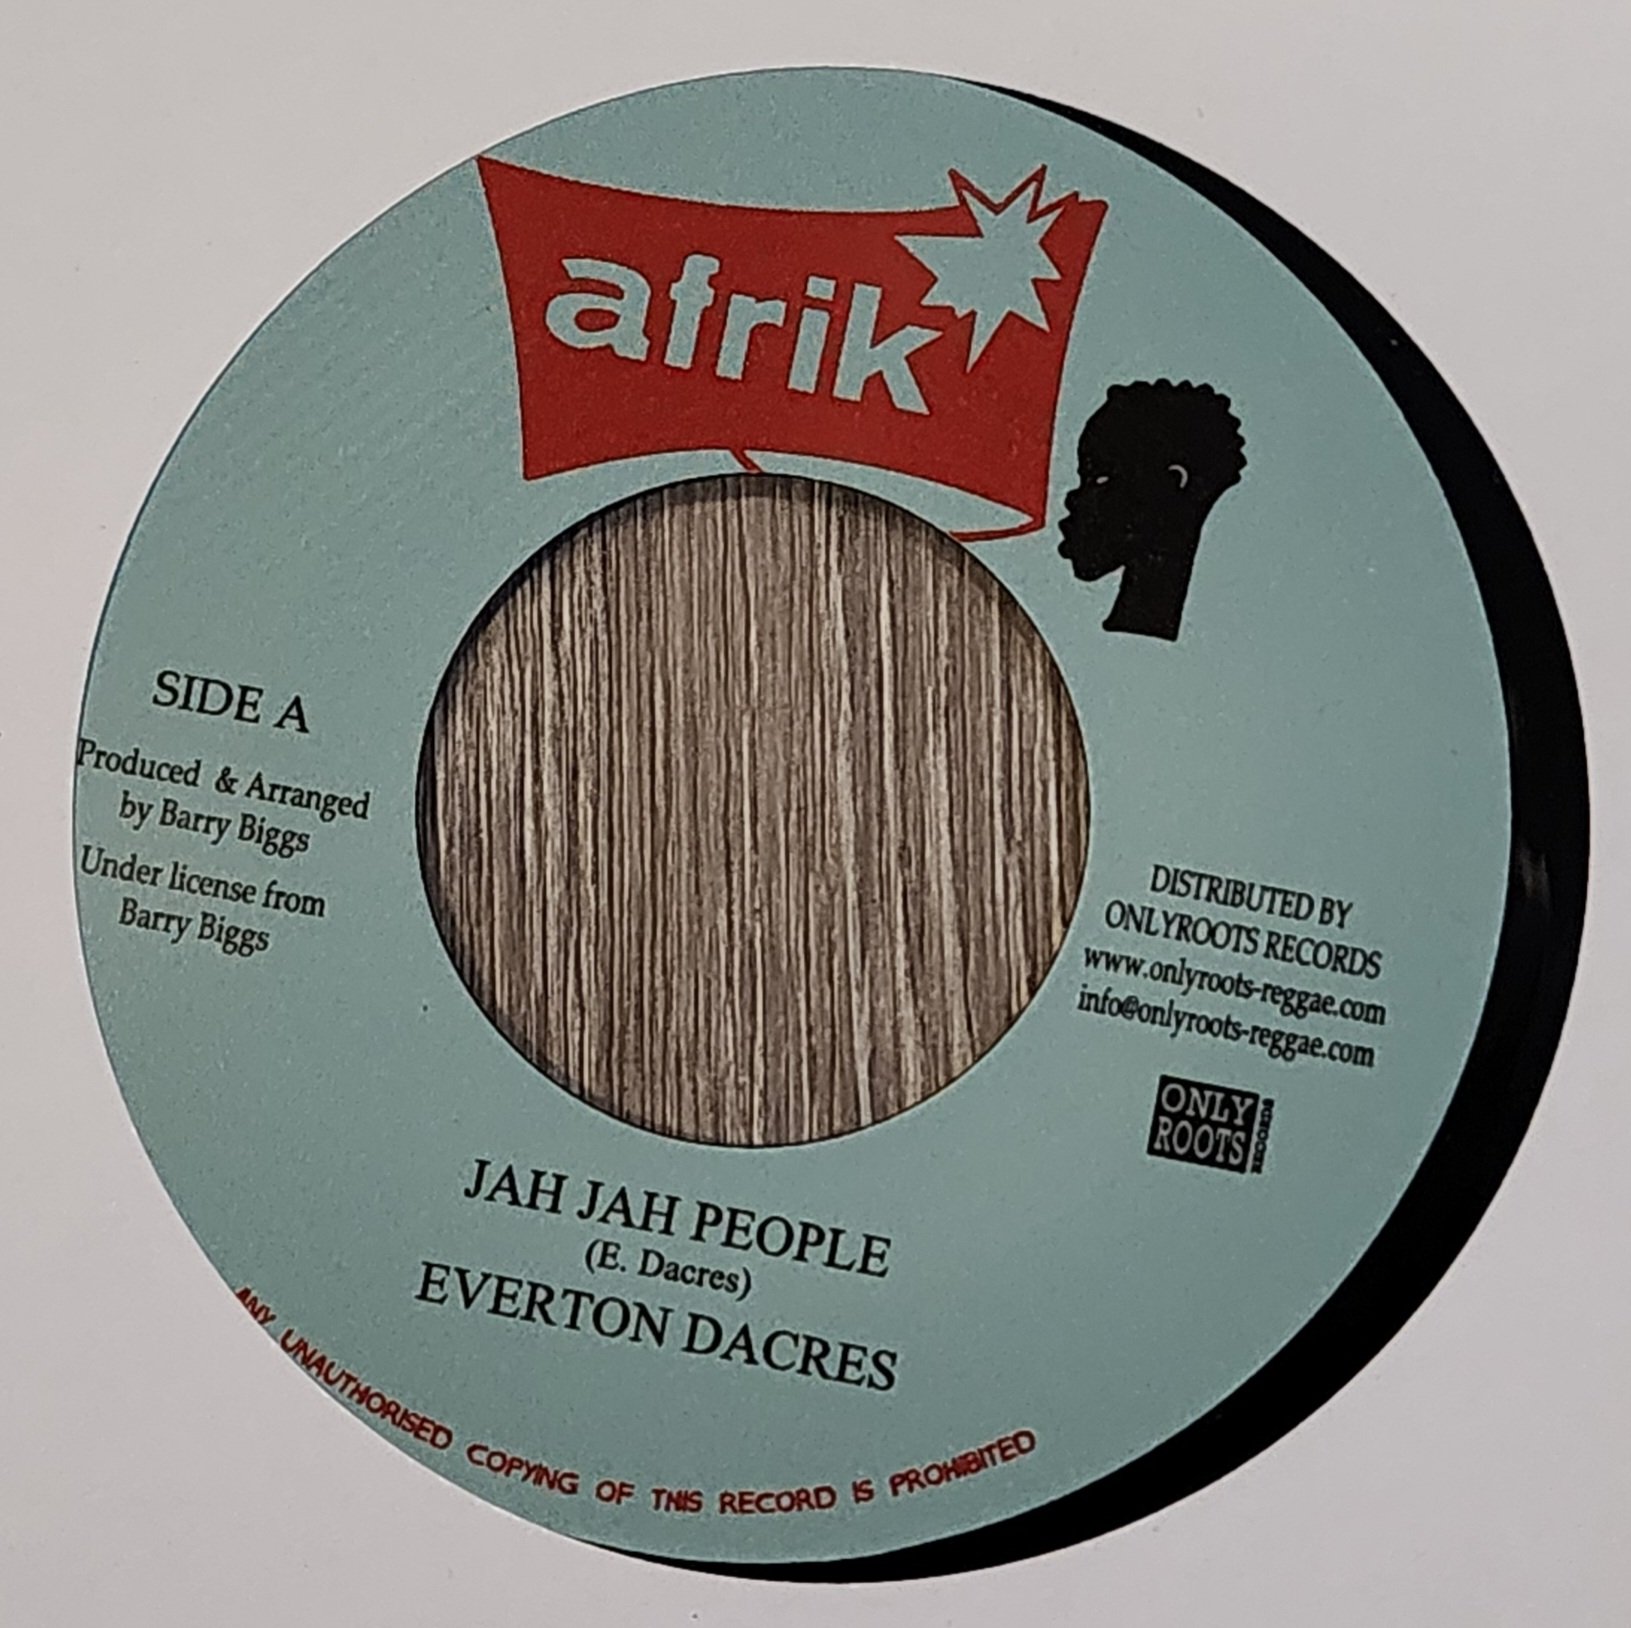 afrik
SIDE A
Produced & Arranged
by Barry Biggs
Under license from
Barry Biggs
DISTRIBUTED BY
ONLYROOTS RECORDS
www.onlyroots-reggae.com
info@onlyroots-reggae.com
ONLY
ROOTS
RECORDS
JAH JAH PEOPLE
(E. Dacres)
EVERTON DACRES
ANY UNAUTHORISED COPYING OF THIS RECORD IS PROHIBITED